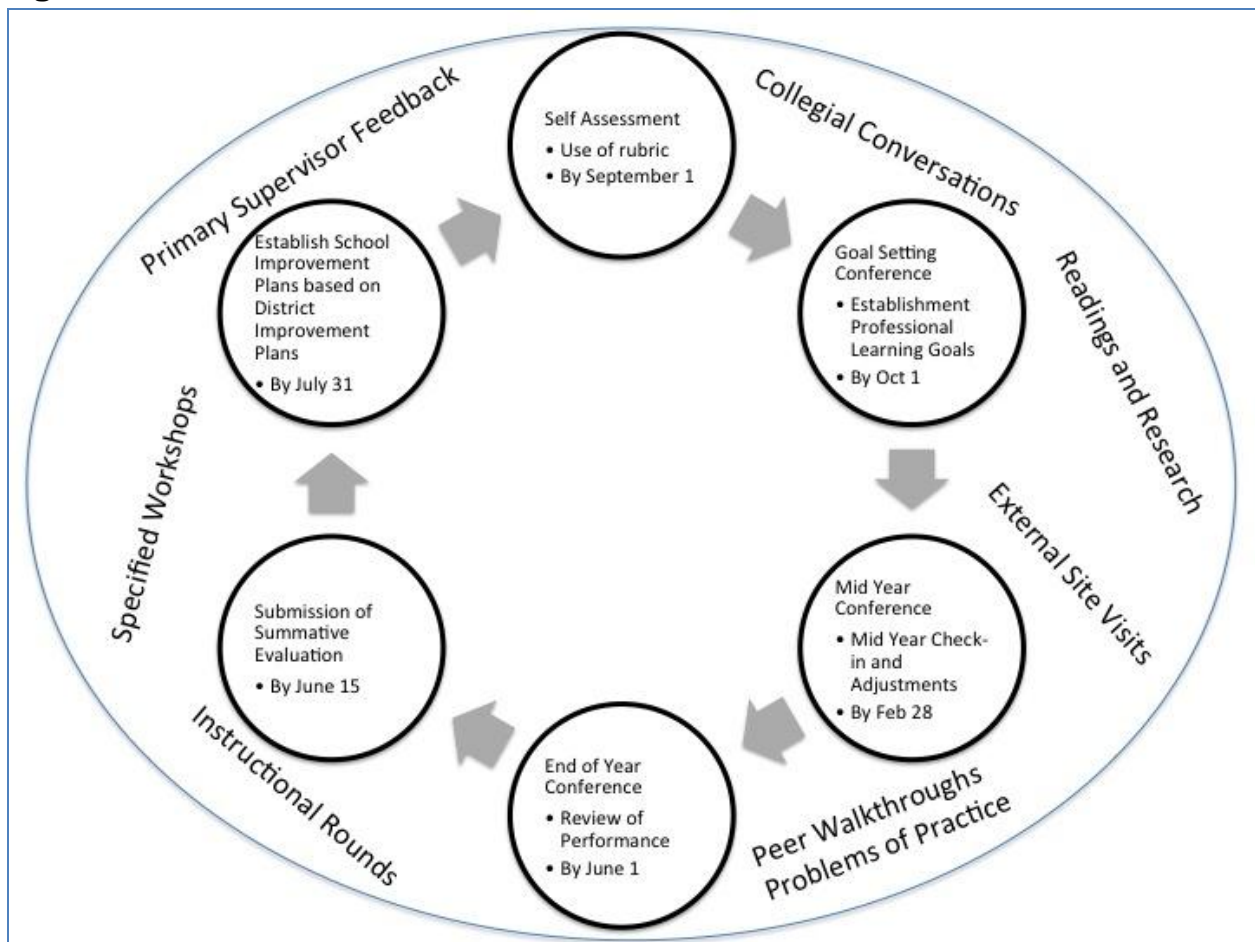 Primary Supervisor Feedback
Collegial Conversations
Self Assessment
• Use of rubric
• By September 1
Establish School
Improvement
Plans based on
District
Improvement
Plans
• By July 31
Goal Setting
Conference
• Establishment
Professional
Learning Goals
• By Oct 1
Readings and Research
Specified Workshops
External Site Visits
Submission of
Summative
Evaluation
• By June 15
Mid Year
Conference
• Mid Year Check-
in and
Adjustments
• By Feb 28
Instructional Rounds
End of Year
Conference
• Review of
Performance
• By June 1
Peer Walkthroughs
Problems of Practice